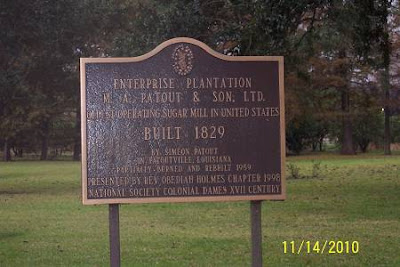 ENTERPRISE PLANTATION
M. A. PATOUT & SON, LTD.
OPERATING SUGAR MILL IN UNITED STATES
BUILT 1829
BY SIMEON PATOUT
IN PATOUTVILLE, LOUISIANA
PARTIALLY BURNED AND REBUILT 1959
PRESENTED BY REV OBEDIAH HOLMES CHAPTER 1998
NATIONAL SOCIETY COLONIAL DAMES XVII CENTURY
11/14/2010